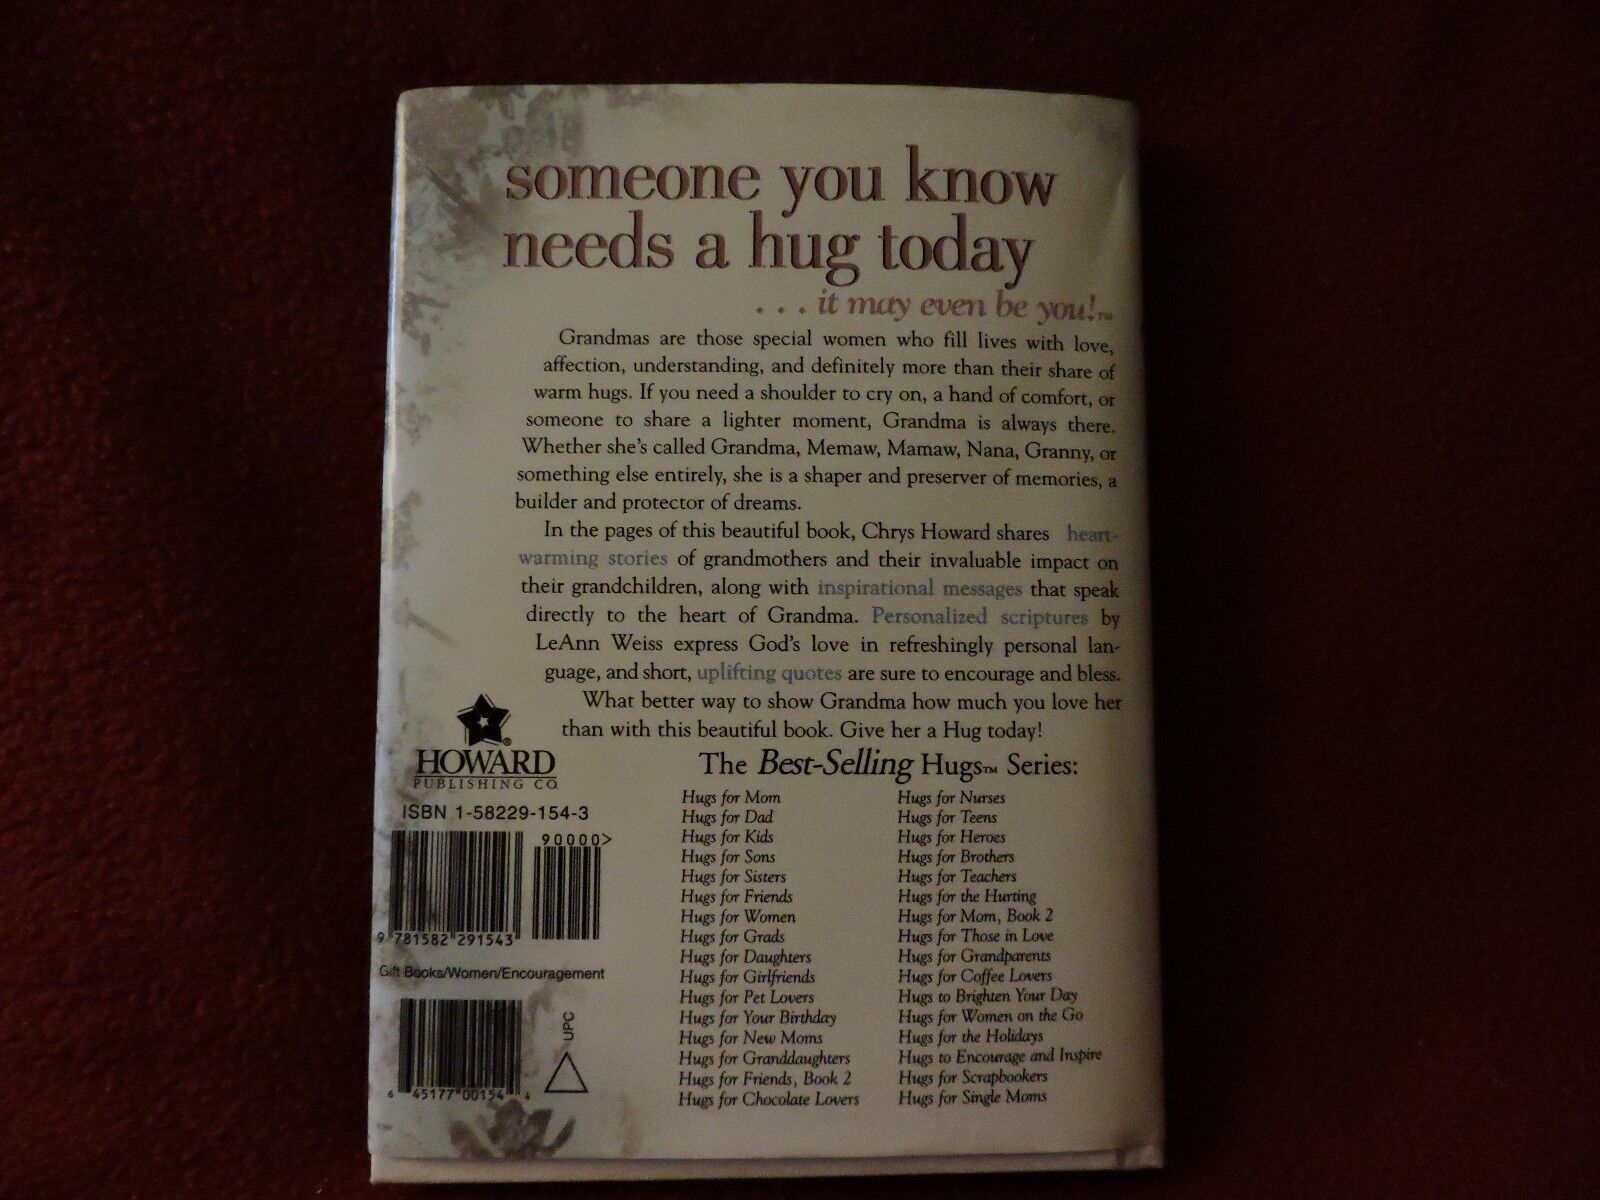 someone you know
needs a hug today
. . . it may even be you!™
Grandmas are those special women who fill lives with love,
affection, understanding, and definitely more than their share of
warm hugs. If you need a shoulder to cry on, a hand of comfort, or
someone to share a lighter moment, Grandma is always there.
Whether she's called Grandma, Memaw, Mamaw, Nana, Granny, or
something else entirely, she is a shaper and preserver of memories, a
builder and protector of dreams.
In the pages of this beautiful book, Chrys Howard shares heart-
warming stories of grandmothers and their invaluable impact on
their grandchildren, along with inspirational messages that speak
directly to the heart of Grandma. Personalized scriptures by
LeAnn Weiss express God's love in refreshingly personal lan-
guage, and short, uplifting quotes are sure to encourage and bless.
What better way to show Grandma how much you love her
than with this beautiful book. Give her a Hug today!
HOWARD®
PUBLISHING CO
ISBN 1-58229-154-3
90000>
9 781582 291543
Gift Books/Women/Encouragement
UPC
6 45177 00154 4
The Best-Selling Hugs™ Series:
Hugs for Mom
Hugs for Dad
Hugs for Kids
Hugs for Sons
Hugs for Sisters
Hugs for Friends
Hugs for Women
Hugs for Grads
Hugs for Daughters
Hugs for Girlfriends
Hugs for Pet Lovers
Hugs for Your Birthday
Hugs for New Moms
Hugs for Granddaughters
Hugs for Friends, Book 2
Hugs for Chocolate Lovers
Hugs for Nurses
Hugs for Teens
Hugs for Heroes
Hugs for Brothers
Hugs for Teachers
Hugs for the Hurting
Hugs for Mom, Book 2
Hugs for Those in Love
Hugs for Grandparents
Hugs for Coffee Lovers
Hugs to Brighten Your Day
Hugs for Women on the Go
Hugs for the Holidays
Hugs to Encourage and Inspire
Hugs for Scrapbookers
Hugs for Single Moms